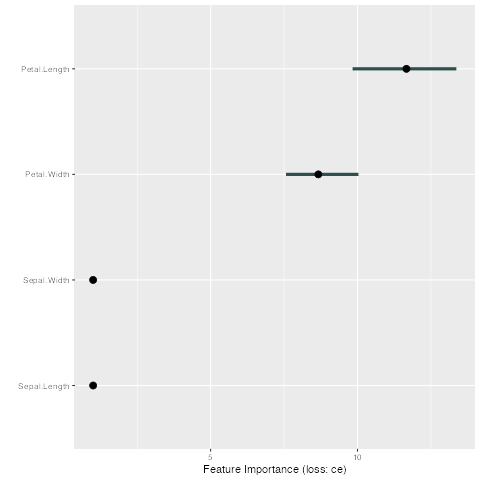 Petal.Length
Petal.Width
Sepal.Width
Sepal.Length
5
10
Feature Importance (loss: ce)